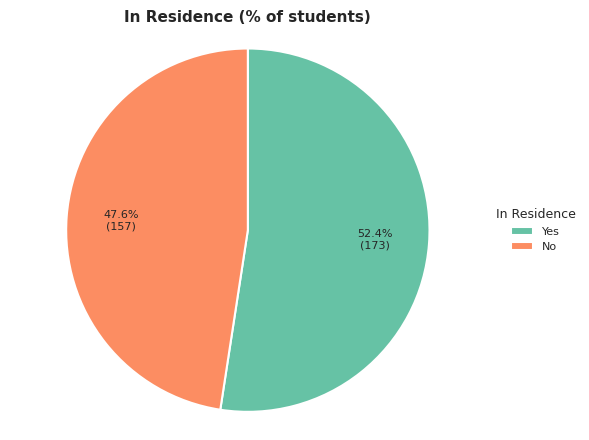 In Residence (% of students)
47.6%
(157)
52.4%
(173)
In Residence
Yes
No